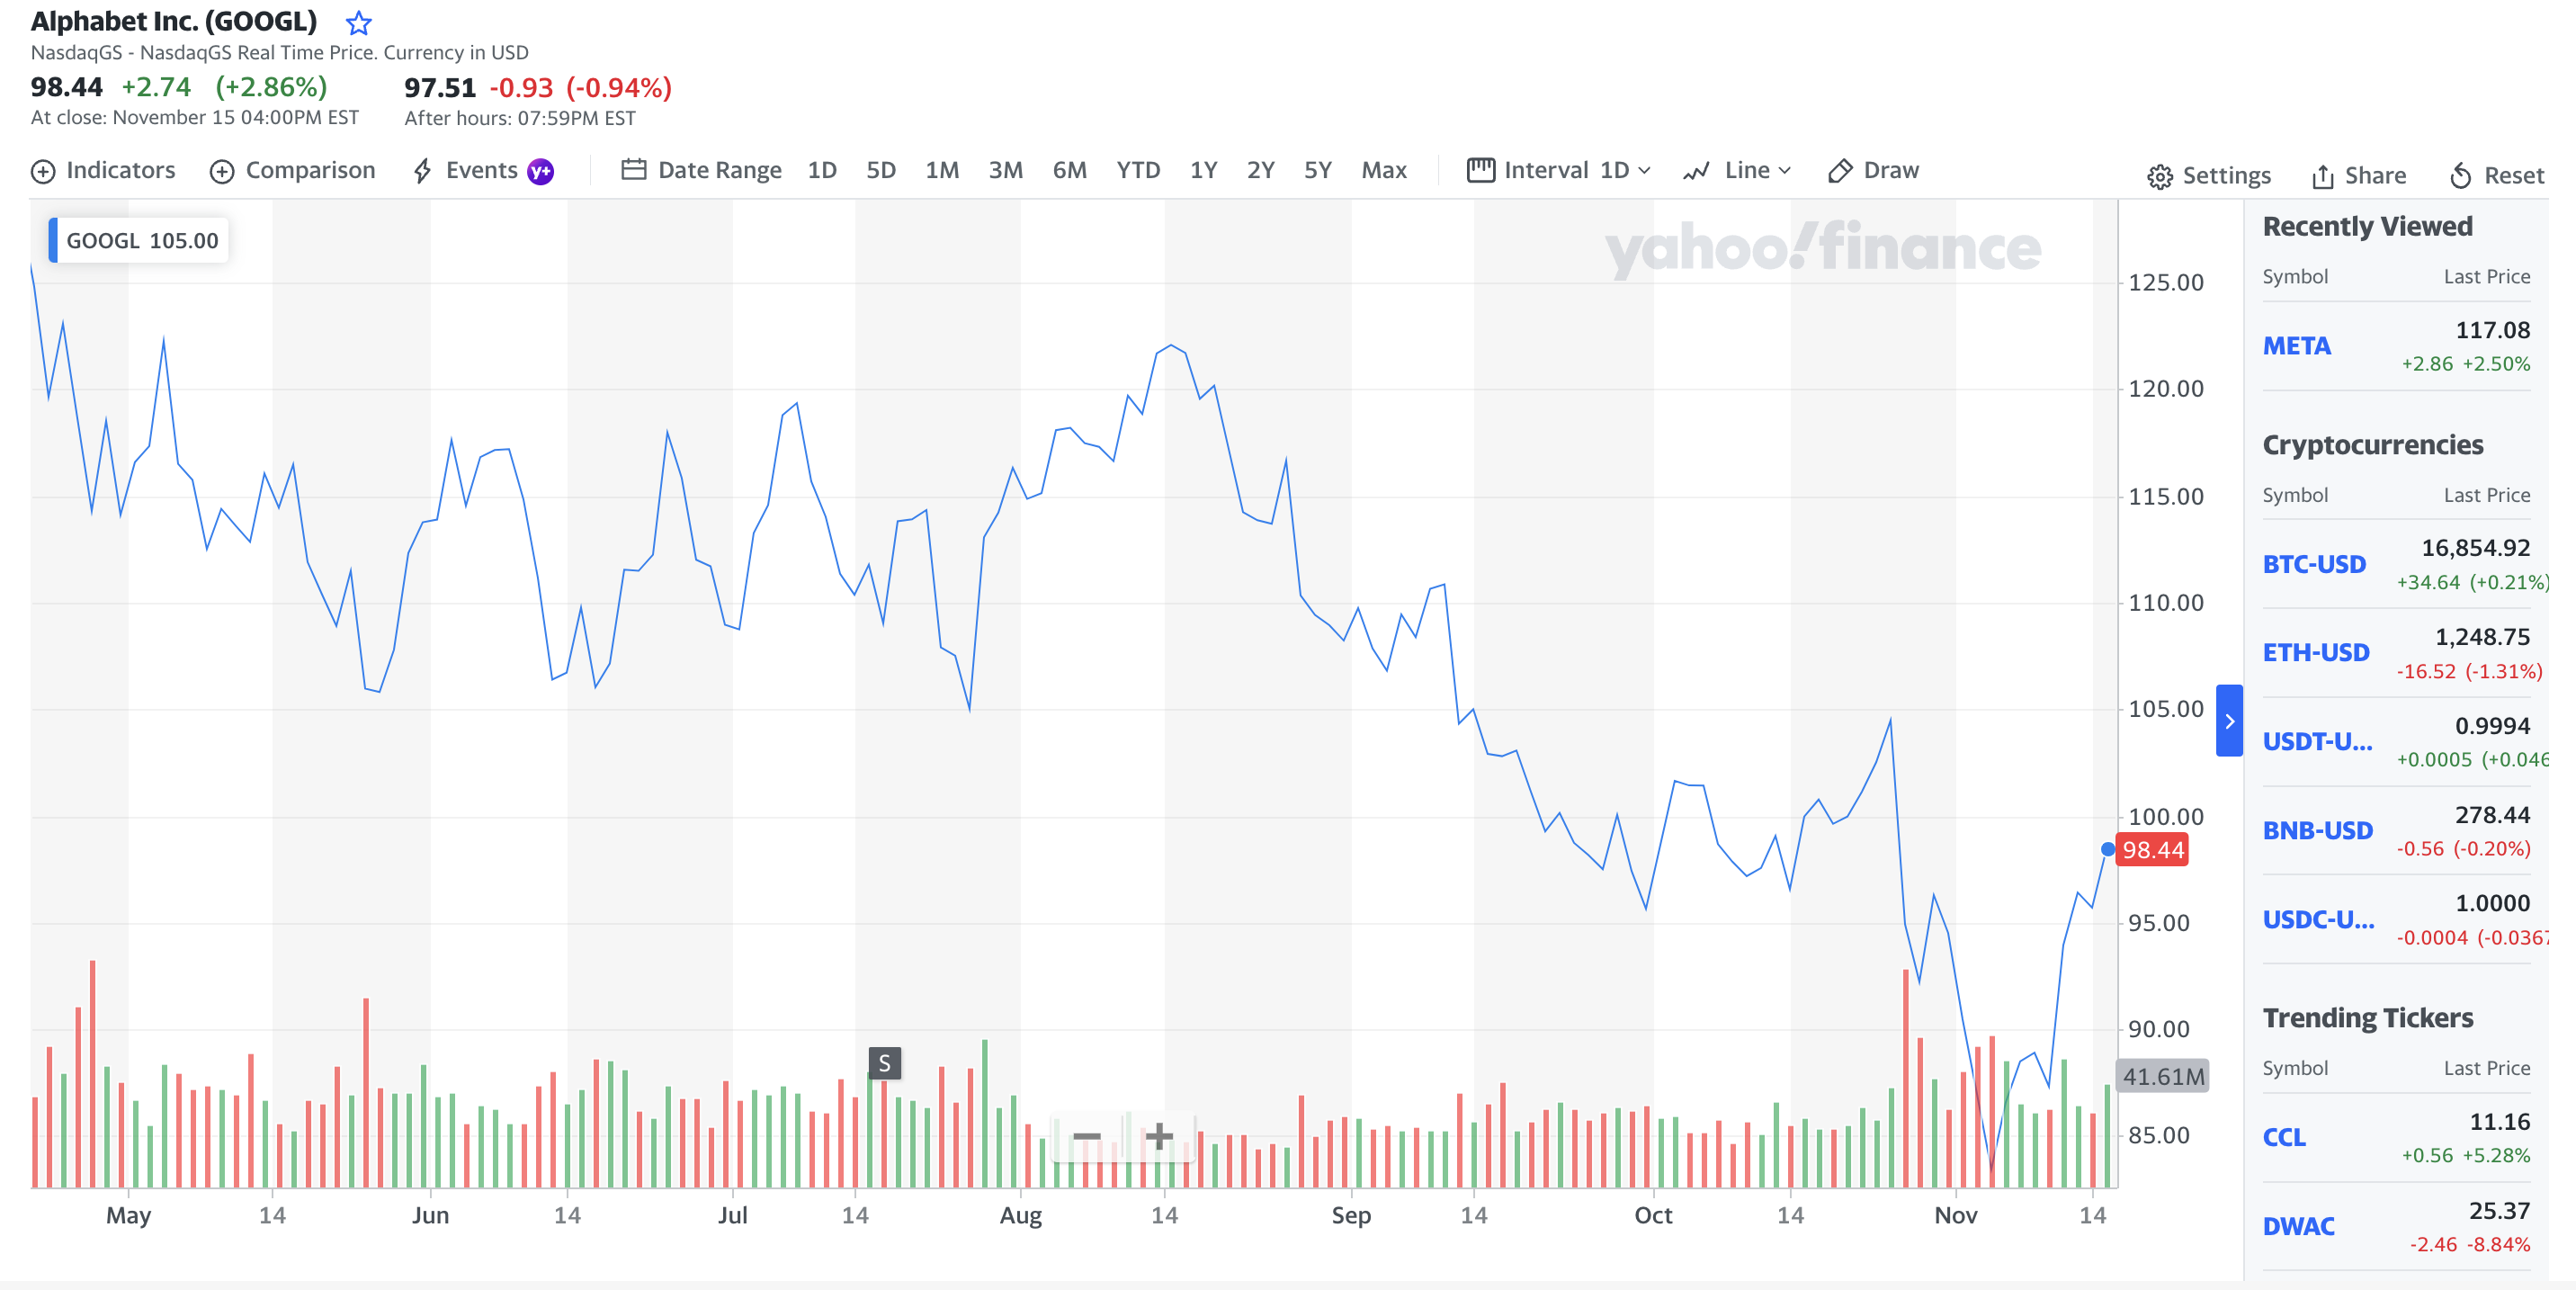 Alphabet Inc. (GOOGL)
NasdaqGS - NasdaqGS Real Time Price. Currency in USD
98.44 +2.74 (+2.86%) 97.51 -0.93 (-0.94%)
At close: November 15 04:00PM EST After hours: 07:59PM EST
Indicators Comparison Events y+ Date Range 1D 5D 1M 3M 6M YTD 1Y 2Y 5Y Max Interval 1D Line Draw Settings Share Reset
GOOGL 105.00
yahoo!finance
125.00
120.00
115.00
110.00
105.00
100.00
98.44
95.00
90.00
41.61M
85.00
S
May 14 Jun 14 Jul 14 Aug 14 Sep 14 Oct 14 Nov 14
Recently Viewed
Symbol Last Price
META 117.08
+2.86 +2.50%
Cryptocurrencies
Symbol Last Price
BTC-USD 16,854.92
+34.64 (+0.21%)
ETH-USD 1,248.75
-16.52 (-1.31%)
USDT-U... 0.9994
+0.0005 (+0.046
BNB-USD 278.44
-0.56 (-0.20%)
USDC-U... 1.0000
-0.0004 (-0.0367
Trending Tickers
Symbol Last Price
CCL 11.16
+0.56 +5.28%
DWAC 25.37
-2.46 -8.84%